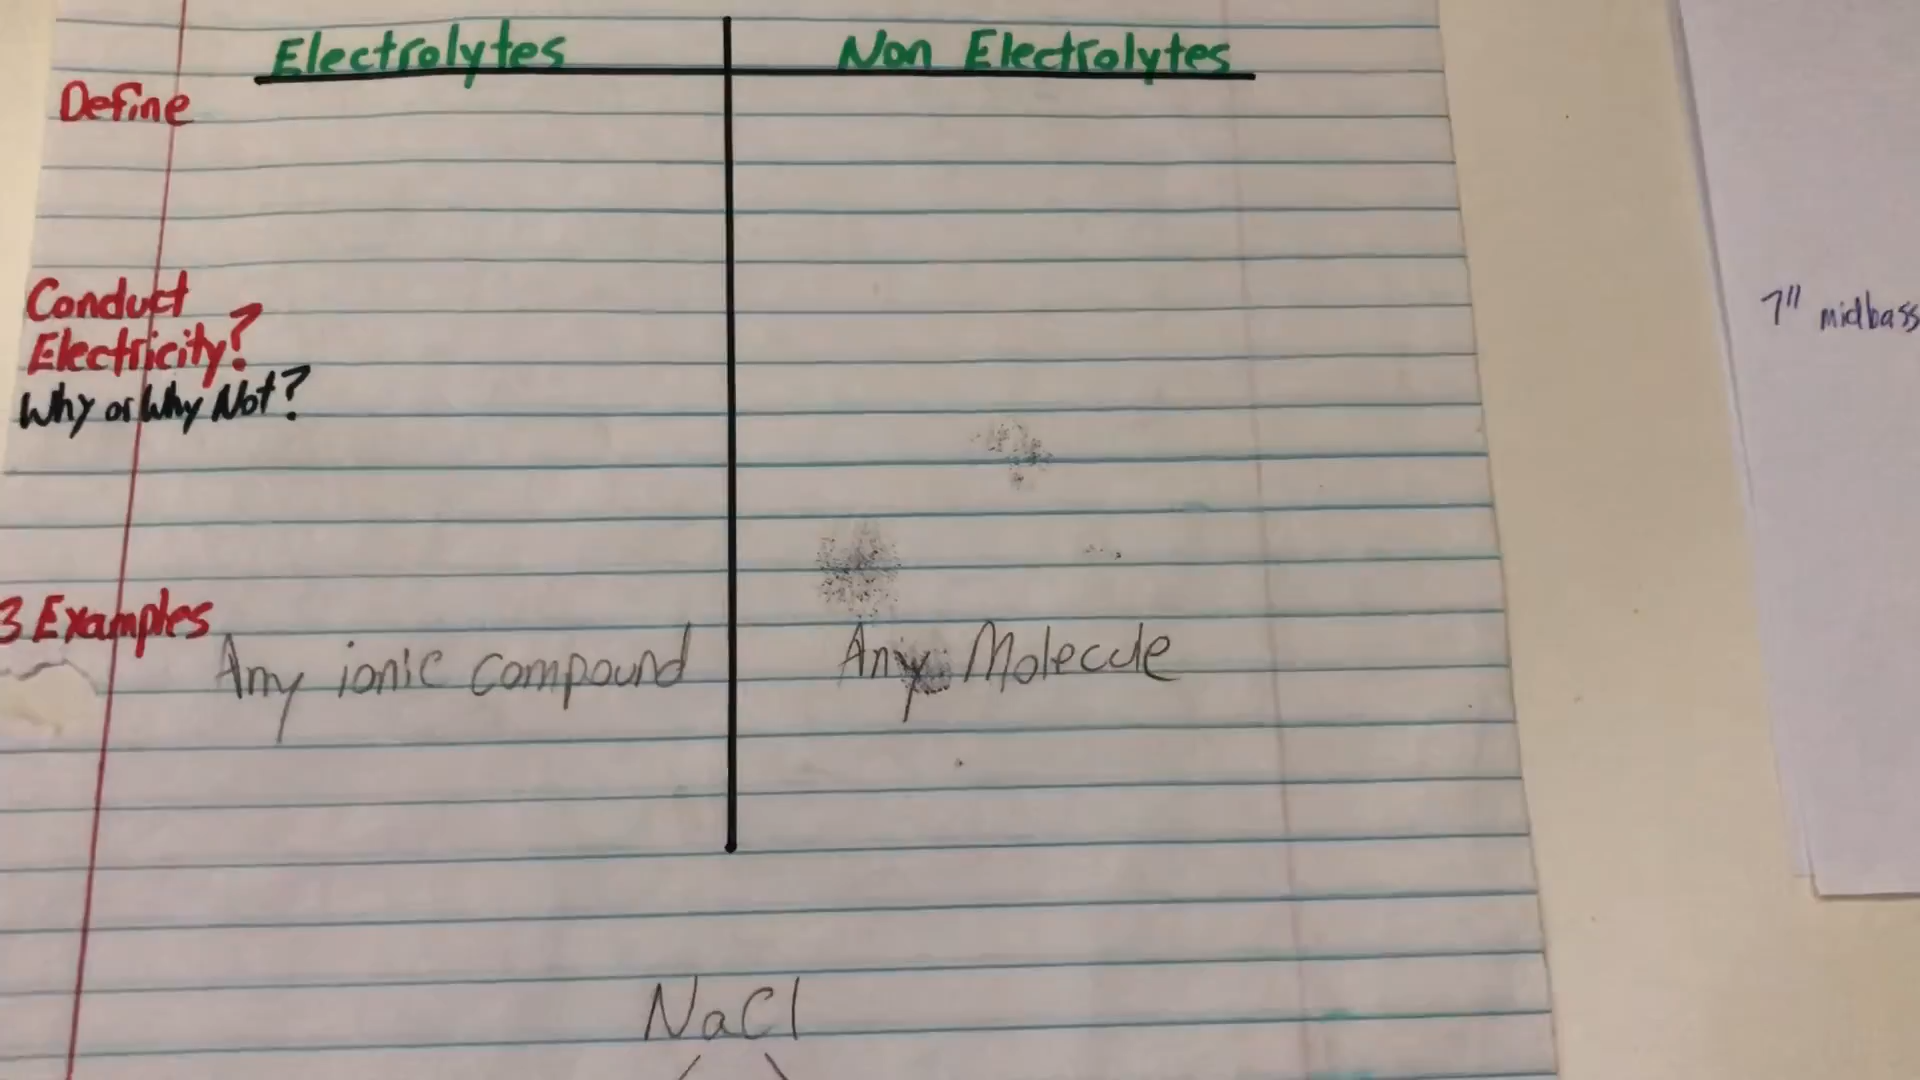 Electrolytes
Non Electrolytes
Define
Conduct
Electricity?
Why or Why Not?
3 Examples
Any ionic compound
Any Molecule
NaCl
7" midbass